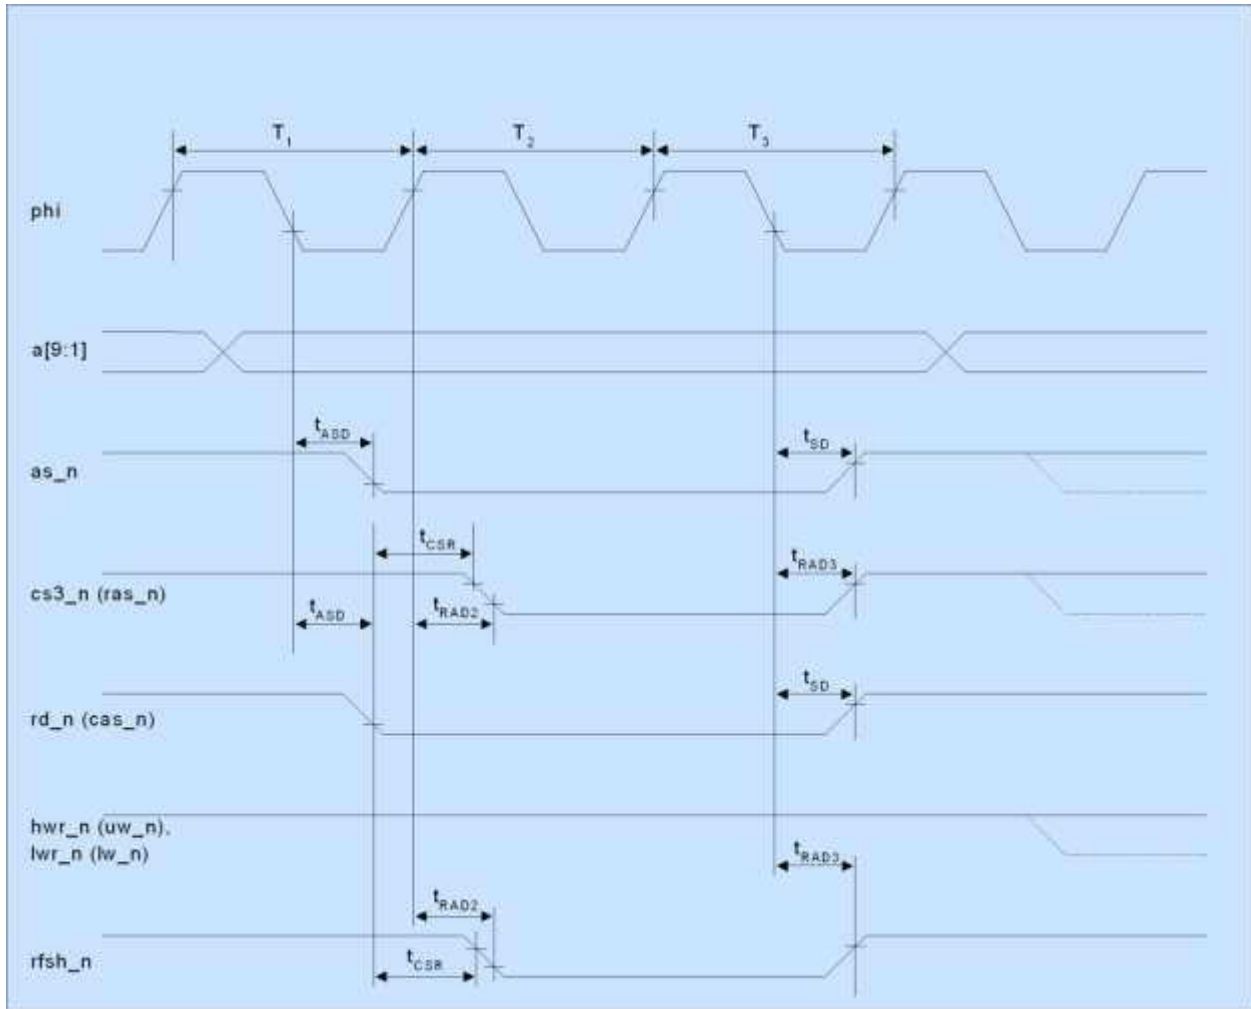 T1 T2 T3
phi
a[9:1]
tASD tSD
as_n
tCSR tRAD3
cs3_n (ras_n)
tASD tRAD2
tSD
rd_n (cas_n)
hwr_n (uw_n),
lwr_n (lw_n)
tRAD3
tRAD2
rfsh_n
tCSR